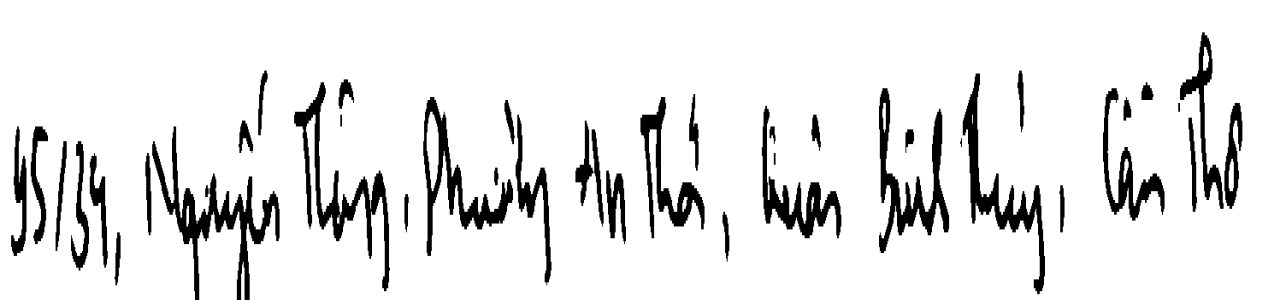 95/34, Nguyễn Thông, Phường An Thới, Quận Bình Thủy, Cần Thơ